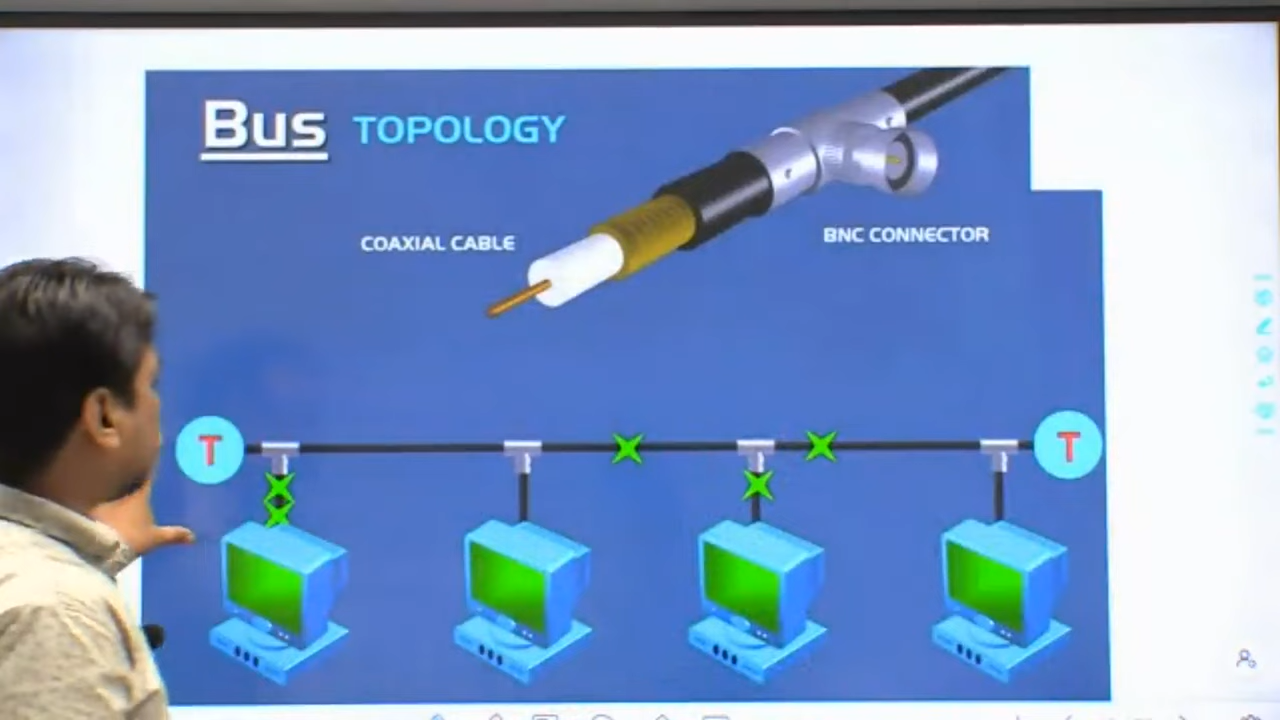 Bus TOPOLOGY
COAXIAL CABLE
BNC CONNECTOR
T
T